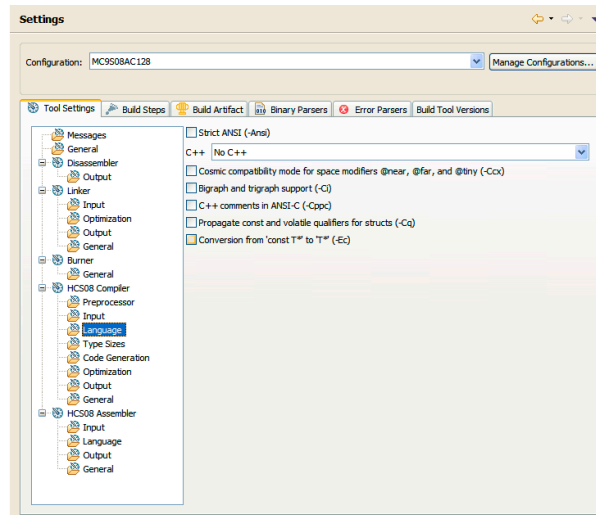 Settings
Configuration: MC9S08AC128 Manage Configurations...
Tool Settings Build Steps Build Artifact Binary Parsers Error Parsers Build Tool Versions
Messages
General
Disassembler
Output
Linker
Input
Optimization
Output
General
Burner
General
HCS08 Compiler
Preprocessor
Input
Language
Type Sizes
Code Generation
Optimization
Output
General
HCS08 Assembler
Input
Language
Output
General
Strict ANSI (-Ansi)
C++ No C++
Cosmic compatibility mode for space modifiers @near, @far, and @tiny (-Ccx)
Bigraph and trigraph support (-Ci)
C++ comments in ANSI-C (-Cppc)
Propagate const and volatile qualifiers for structs (-Cq)
Conversion from 'const T*' to 'T*' (-Ec)